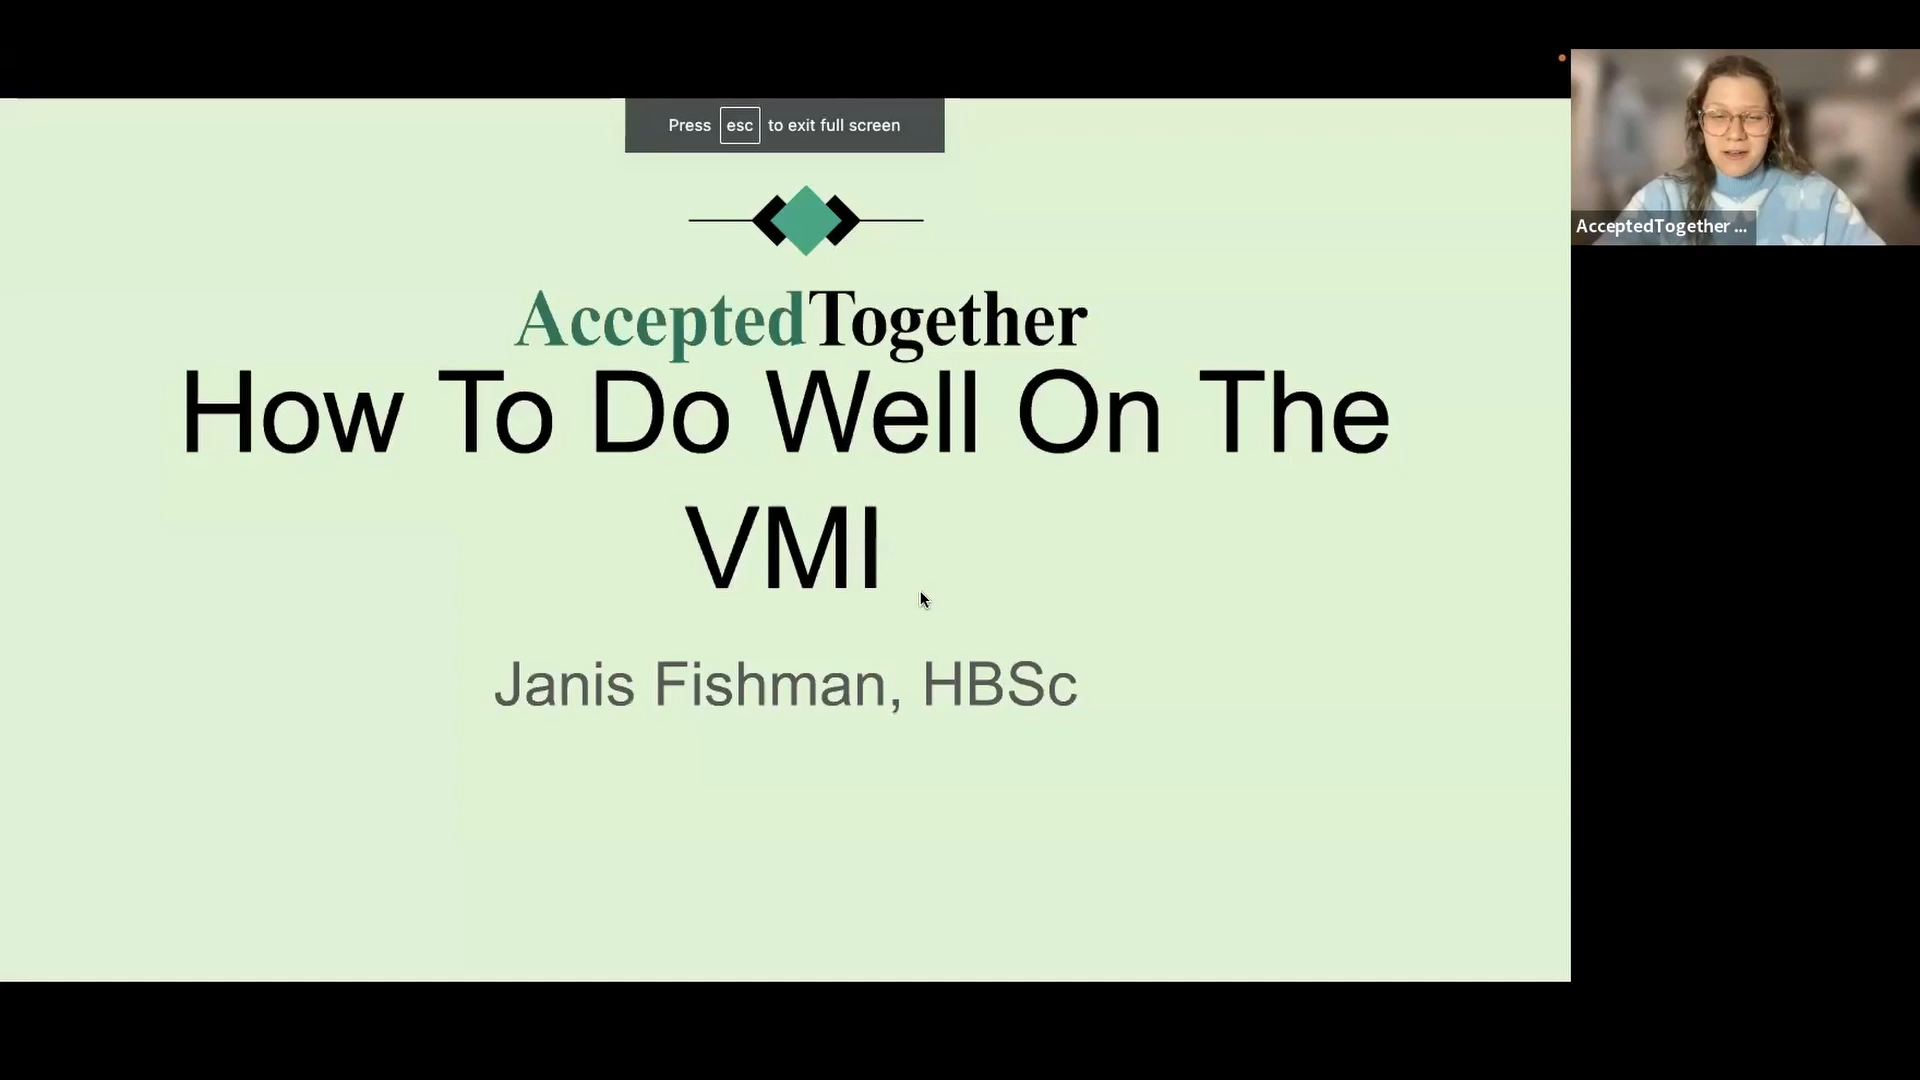 Press esc to exit full screen
AcceptedTogether ...
AcceptedTogether
How To Do Well On The
VMI
Janis Fishman, HBSc